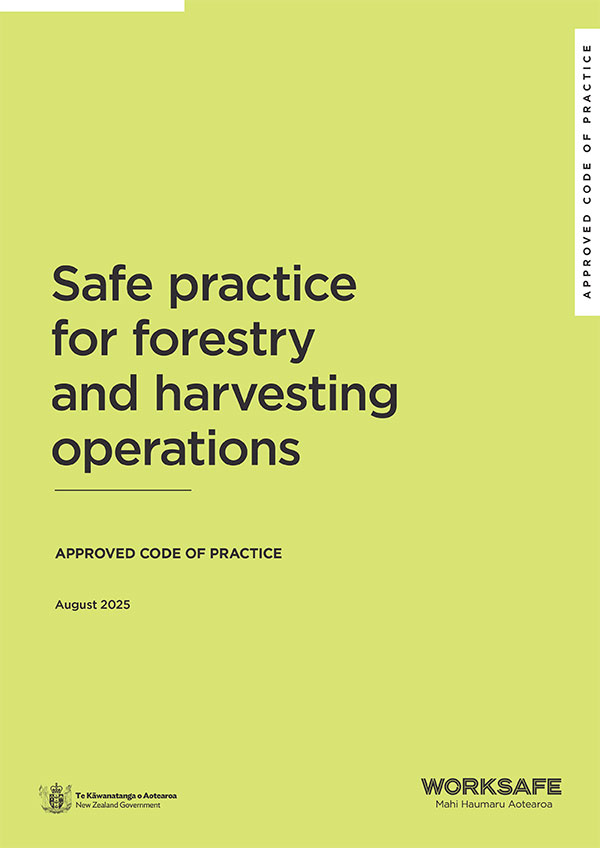 APPROVED CODE OF PRACTICE
Safe practice
for forestry
and harvesting
operations
APPROVED CODE OF PRACTICE
August 2025
Te Kāwanatanga o Aotearoa
New Zealand Government
WORKSAFE
Mahi Haumaru Aotearoa